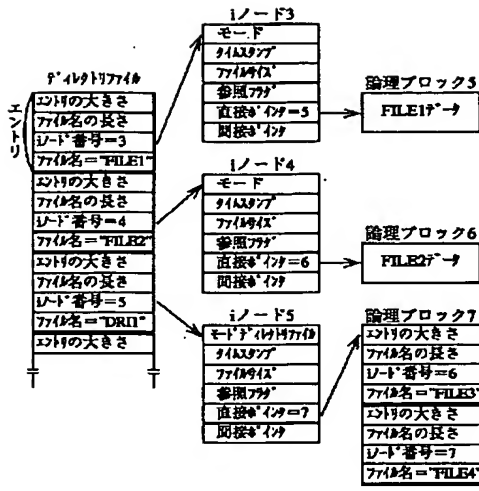 ディレクトリファイル
エントリ
エントリの大きさ
ファイル名の長さ
iノード番号=3
ファイル名="FILE1"
エントリの大きさ
ファイル名の長さ
iノード番号=4
ファイル名="FILE2"
エントリの大きさ
ファイル名の長さ
iノード番号=5
ファイル名="DRI1"
エントリの大きさ
iノード3
モード
タイムスタンプ
ファイルサイズ
参照フラグ
直接ポインタ=5
間接ポインタ
論理ブロック5
FILE1データ
iノード4
モード
タイムスタンプ
ファイルサイズ
参照フラグ
直接ポインタ=6
間接ポインタ
論理ブロック6
FILE2データ
iノード5
モードディレクトリファイル
タイムスタンプ
ファイルサイズ
参照フラグ
直接ポインタ=7
間接ポインタ
論理ブロック7
エントリの大きさ
ファイル名の長さ
iノード番号=6
ファイル名="FILE3"
エントリの大きさ
ファイル名の長さ
iノード番号=7
ファイル名="FILE4"